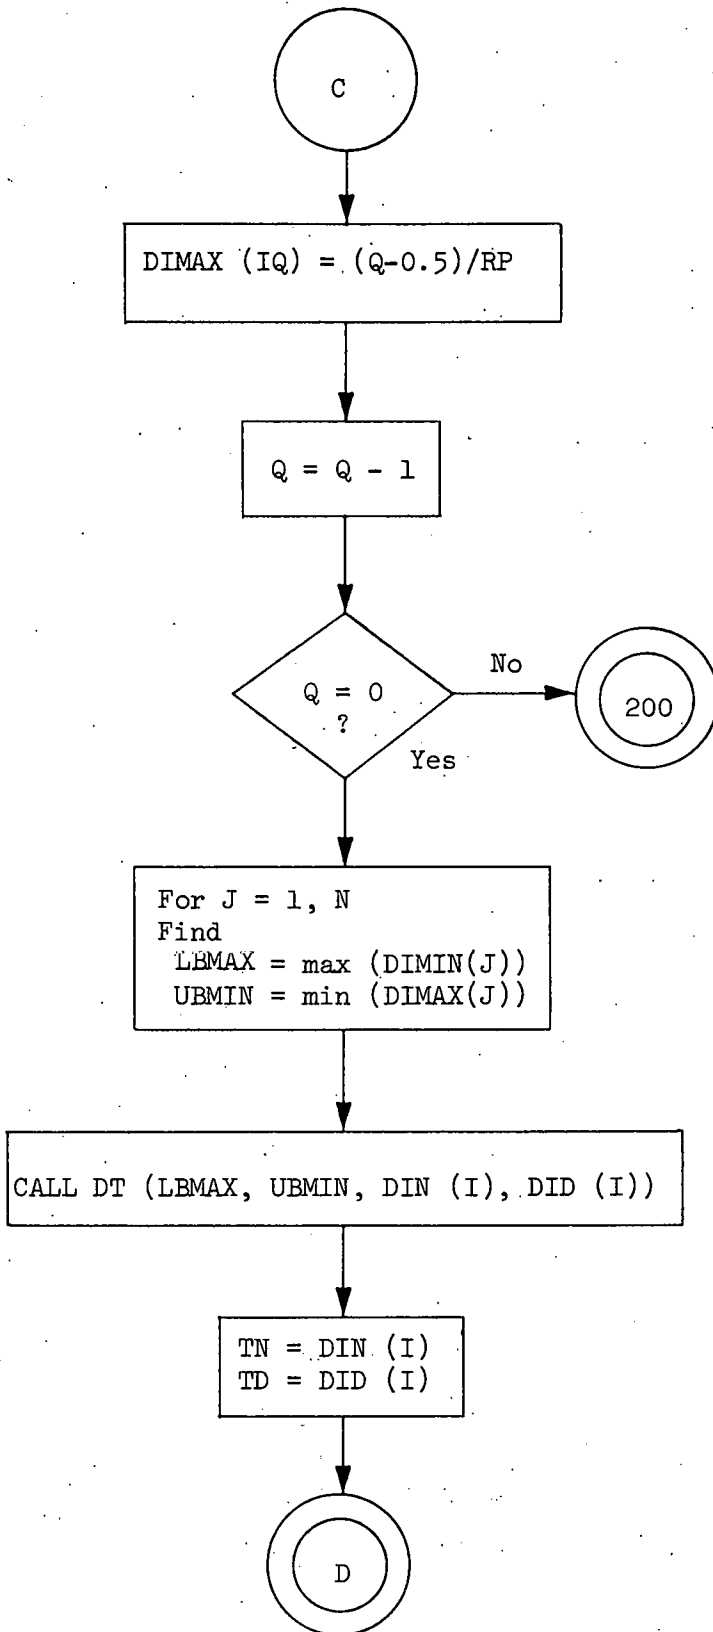 C
DIMAX (IQ) = (Q-0.5)/RP
Q = Q - 1
Q = 0
?
No
200
Yes
For J = 1, N
Find
LBMAX = max (DIMIN(J))
UBMIN = min (DIMAX(J))
CALL DT (LBMAX, UBMIN, DIN (I), DID (I))
TN = DIN (I)
TD = DID (I)
D